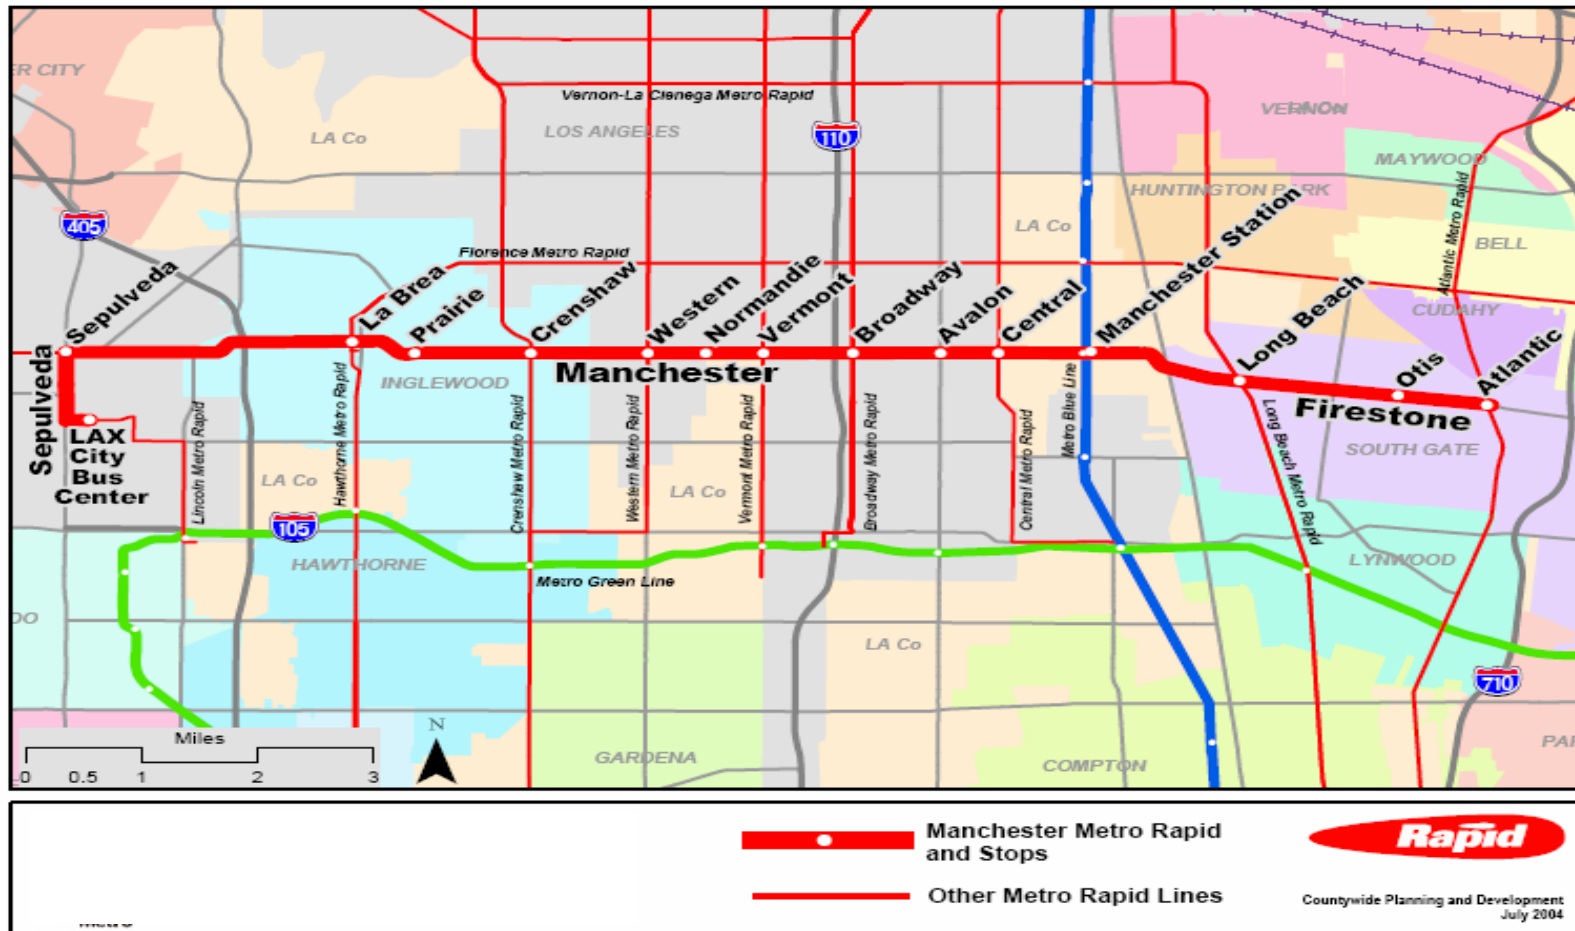 ER CITY
LA Co
Vernon-La Cienega Metro Rapid
LOS ANGELES
110
VERNON
LA Co
MAYWOOD
HUNTINGTON PARK
405
LA Co
BELL
Florence Metro Rapid
Atlantic Metro Rapid
CUDAHY
Sepulveda
La Brea
Prairie
Crenshaw
Western
Normandie
Vermont
Broadway
Avalon
Central
Manchester Station
Long Beach
Otis
Atlantic
Sepulveda
INGLEWOOD
Manchester
Firestone
SOUTH GATE
LAX
City
Bus
Center
Lincoln Metro Rapid
LA Co
Hawthorne Metro Rapid
Crenshaw Metro Rapid
Western Metro Rapid
LA Co
Vermont Metro Rapid
Broadway Metro Rapid
Central Metro Rapid
Metro Blue Line
Long Beach Metro Rapid
105
HAWTHORNE
Metro Green Line
LYNWOOD
DO
LA Co
710
Miles
0 0.5 1 2 3
N
GARDENA
COMPTON
PAR
Manchester Metro Rapid
and Stops
Rapid
Other Metro Rapid Lines
Countywide Planning and Development
July 2004